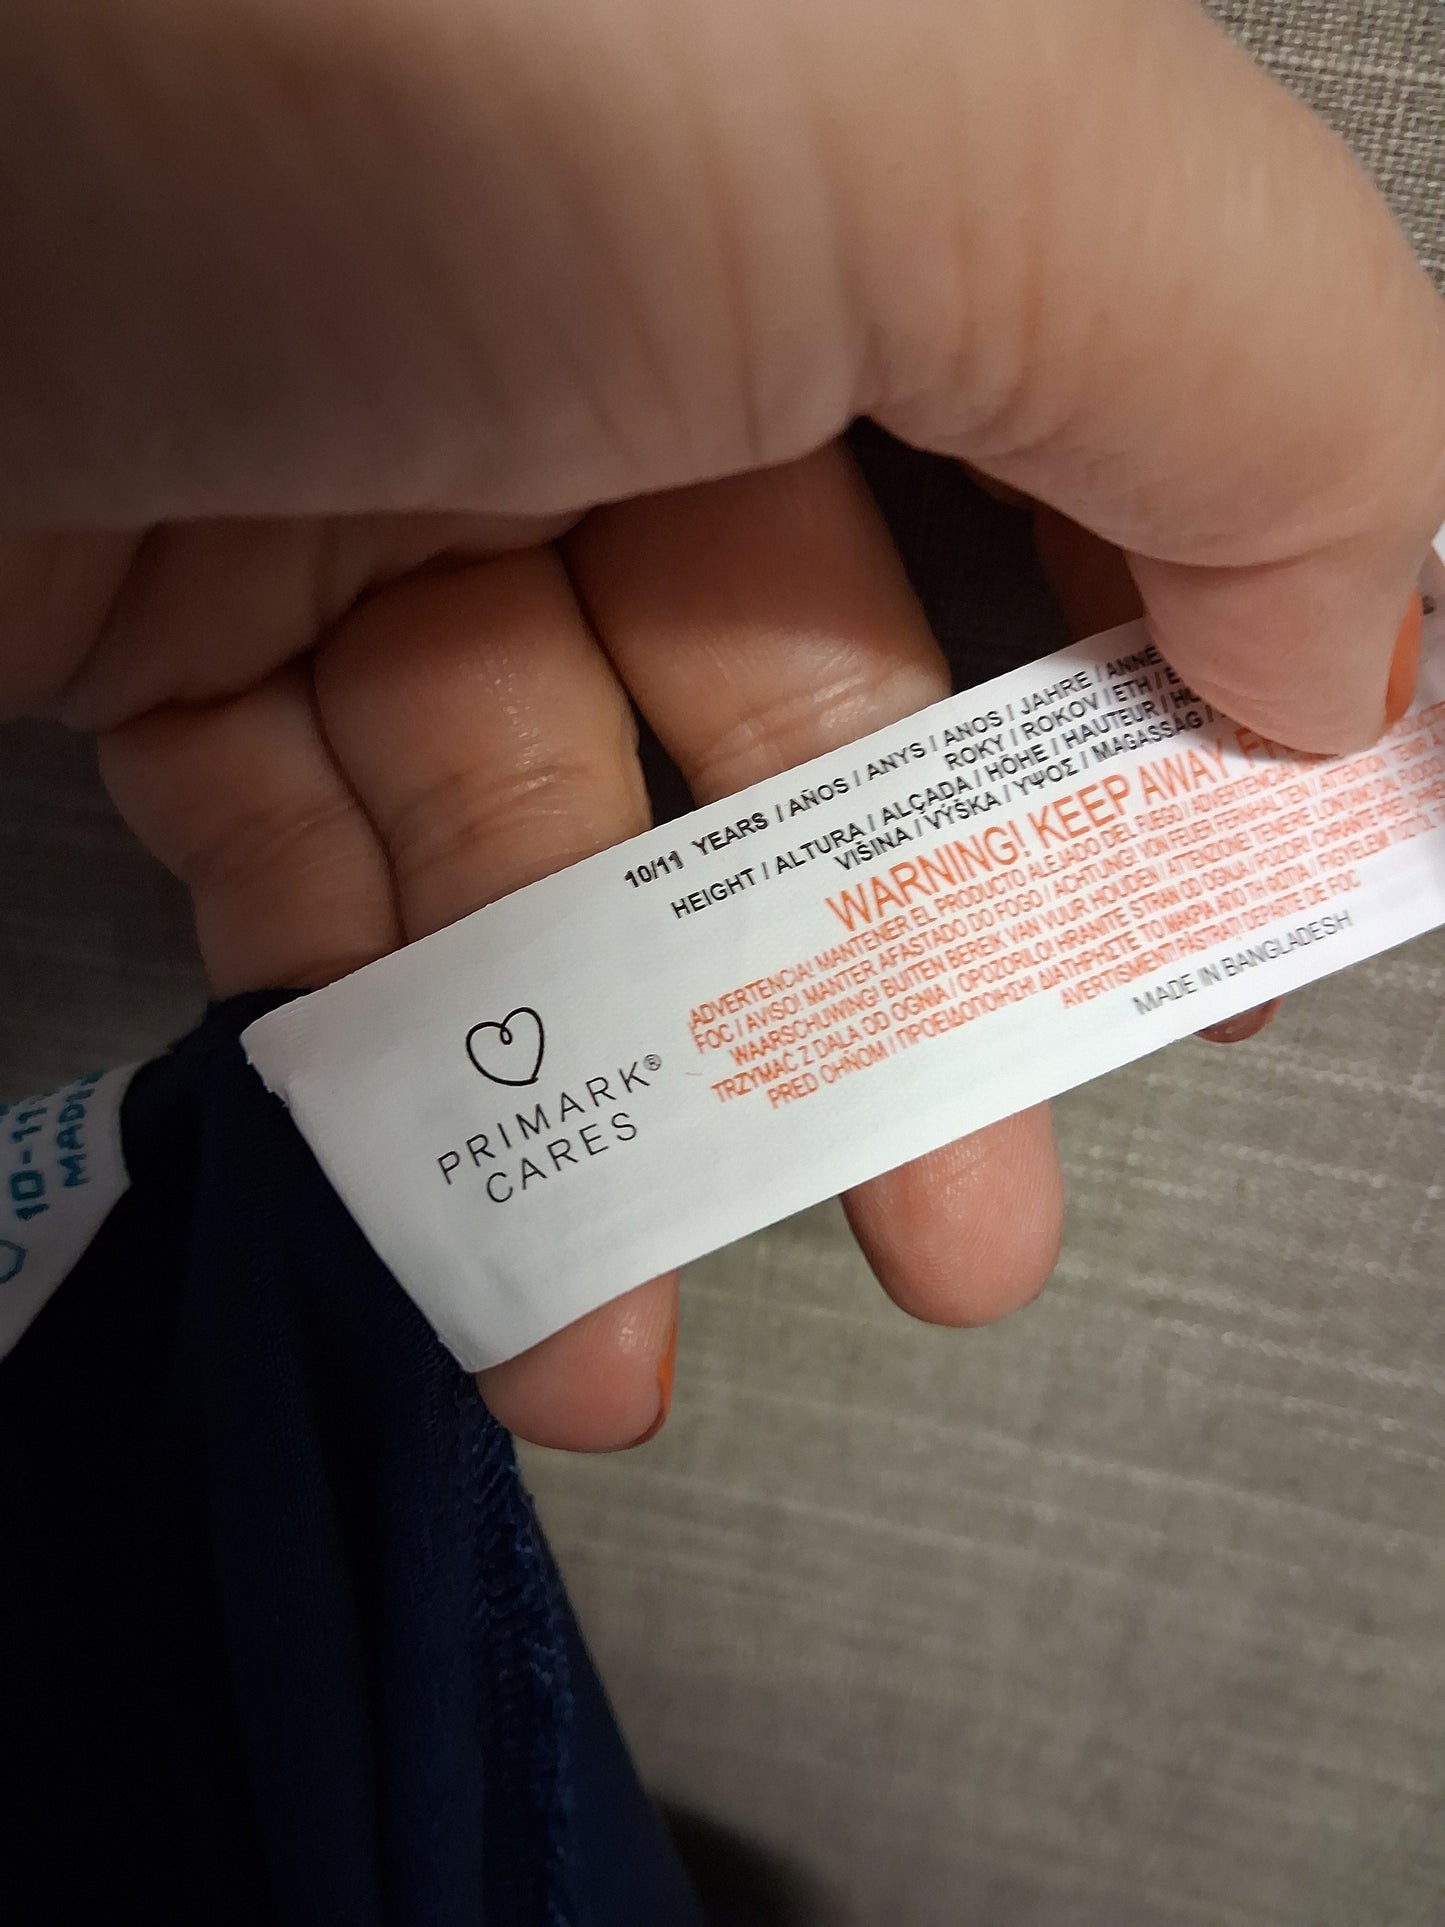 10/11 YEARS / AÑOS / ANYS / ANOS / JAHRE / ANNÉ
ROKY / ROKOV / ETH /
HEIGHT / ALTURA / ALÇADA / HÖHE / HAUTEUR /
VIŠINA / VÝŠKA / ΥΨΟΣ / MAGASSÁG /
WARNING! KEEP AWAY
ADVERTENCIA! MANTENER EL PRODUCTO ALEJADO DEL FUEGO / ADVERTÈNCIA!
FOC / AVISO! MANTER AFASTADO DO FOGO / ACHTUNG! VON FEUER FERNHALTEN / ATTENTION
WAARSCHUWING! BUITEN BEREIK VAN VUUR HOUDEN / ATTENZIONE! TENERE LONTANO DAL FUOCO
TRZYMAĆ Z DALA OD OGNIA / OPOZORILO! HRANITE STRAN OD OGNJA / POZOR! CHRAŇTE PŘED
PRED OHŇOM / ΠΡΟΕΙΔΟΠΟΙΗΣΗ! ΔΙΑΤΗΡΗΣΤΕ ΤΟ ΜΑΚΡΙΑ ΑΠΟ ΤΗ ΦΩΤΙΑ / FIGYELEM!
AVERTISMENT! PĂSTRAȚI DEPARTE DE FOC
MADE IN BANGLADESH
PRIMARK®
CARES
10-11
MADE